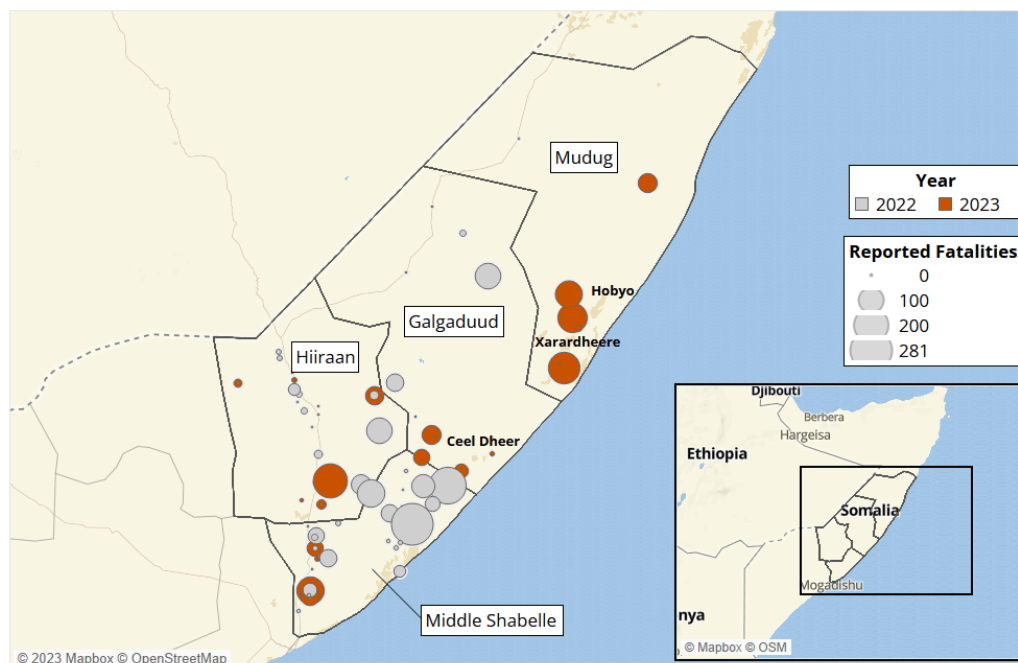 Mudug
Year
2022
2023
Reported Fatalities
0
100
200
281
Hobyo
Galgaduud
Xarardheere
Hiiraan
Ceel Dheer
Middle Shabelle
Djibouti
Berbera
Hargeisa
Ethiopia
Somalia
Mogadishu
nya
© Mapbox © OSM
© 2023 Mapbox © OpenStreetMap